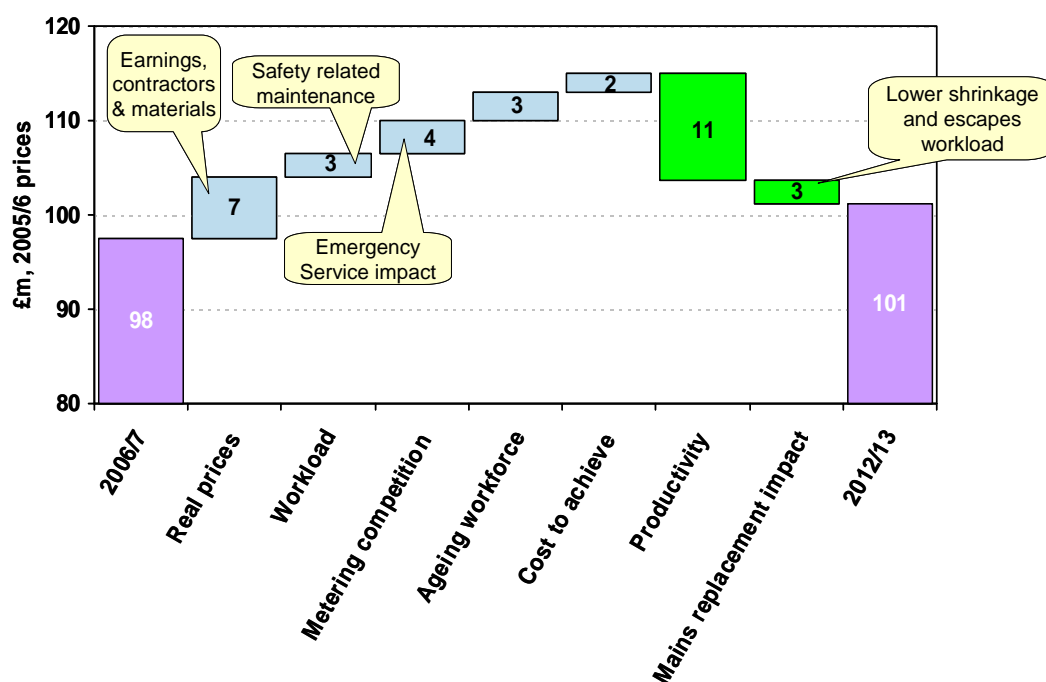 120
110
100
90
80
£m, 2005/6 prices
Earnings,
contractors
& materials
Safety related
maintenance
Emergency
Service impact
Lower shrinkage
and escapes
workload
98
7
3
4
3
2
11
3
101
2006/7
Real prices
Workload
Metering competition
Ageing workforce
Cost to achieve
Productivity
Mains replacement impact
2012/13